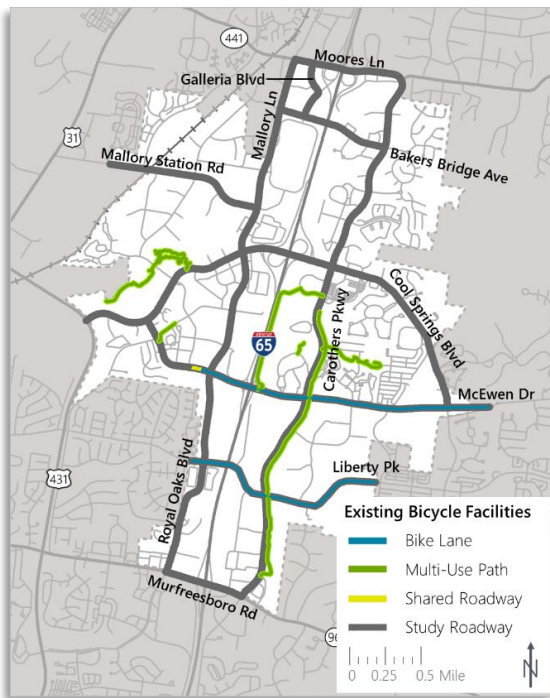 441
Moores Ln
Galleria Blvd
Mallory Ln
31
Mallory Station Rd
Bakers Bridge Ave
Cool Springs Blvd
Carothers Pkwy
65
McEwen Dr
431
Royal Oaks Blvd
Liberty Pk
Murfreesboro Rd
96
Existing Bicycle Facilities
Bike Lane
Multi-Use Path
Shared Roadway
Study Roadway
0 0.25 0.5 Mile
N